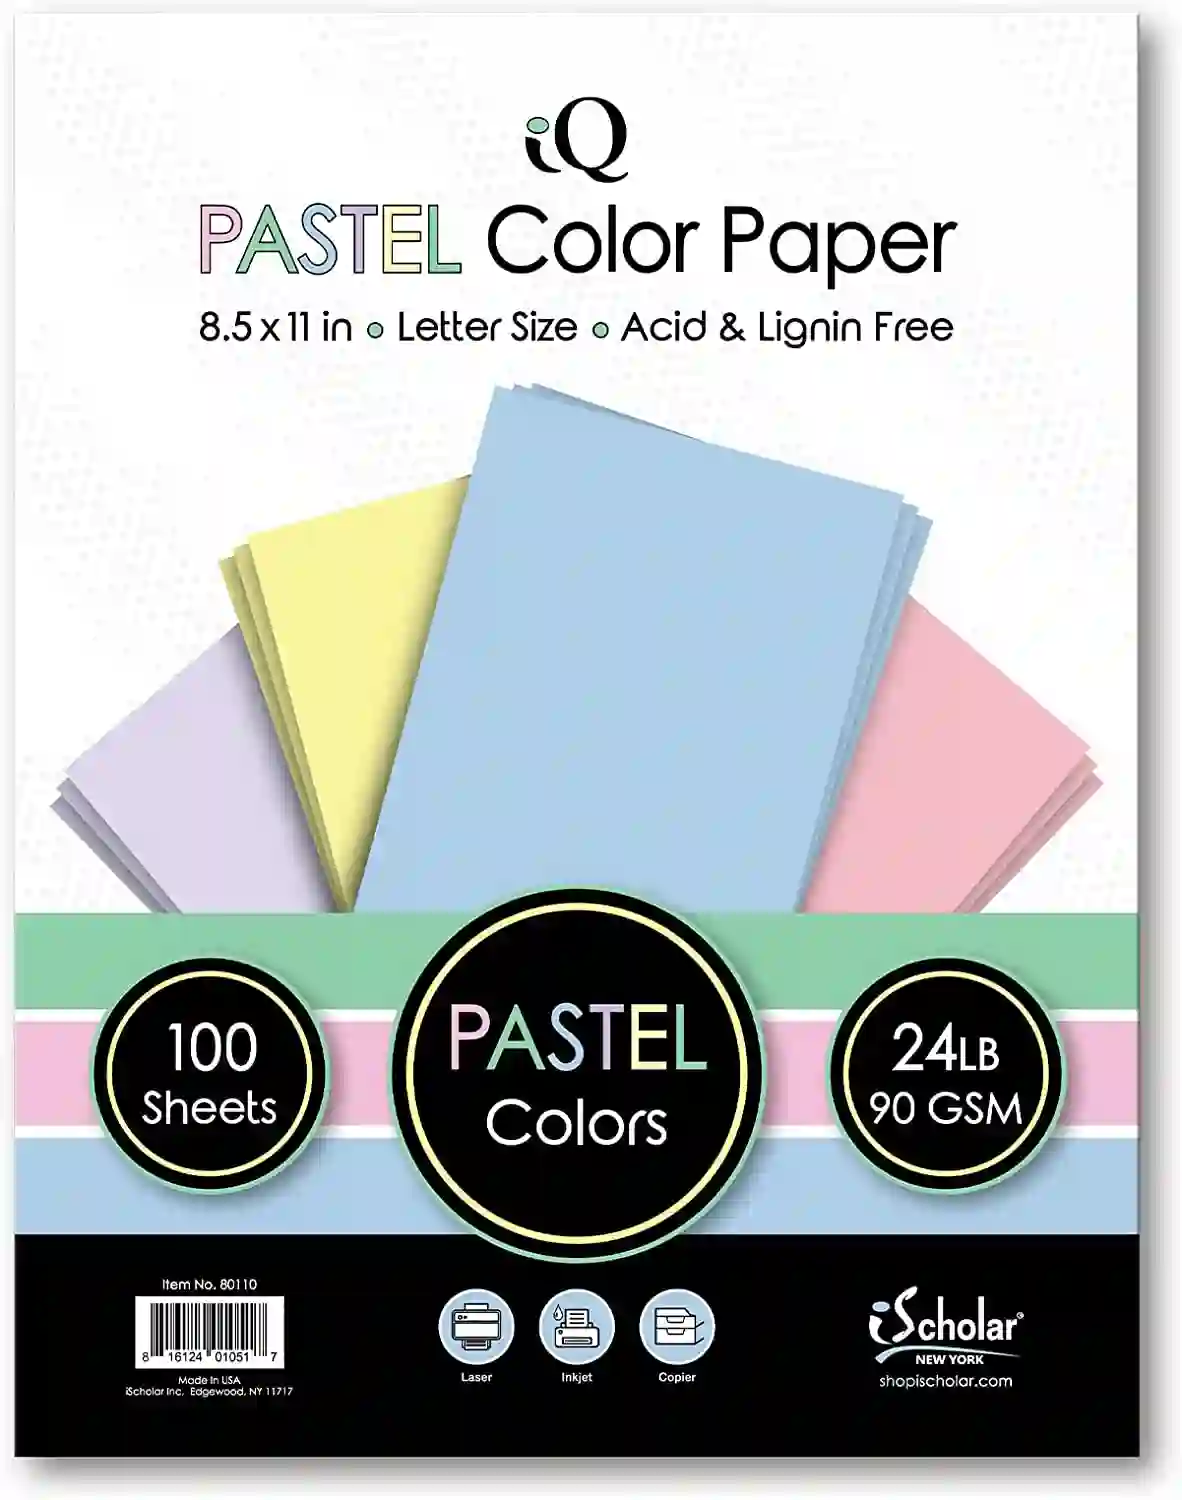 iQ
PASTEL Color Paper
8.5 x 11 in • Letter Size • Acid & Lignin Free
100
Sheets
PASTEL
Colors
24LB
90 GSM
Item No. 80110
8 16124 01051 7
Made In USA
iScholar Inc, Edgewood, NY 11717
Laser
Inkjet
Copier
iScholar®
NEW YORK
shopischolar.com